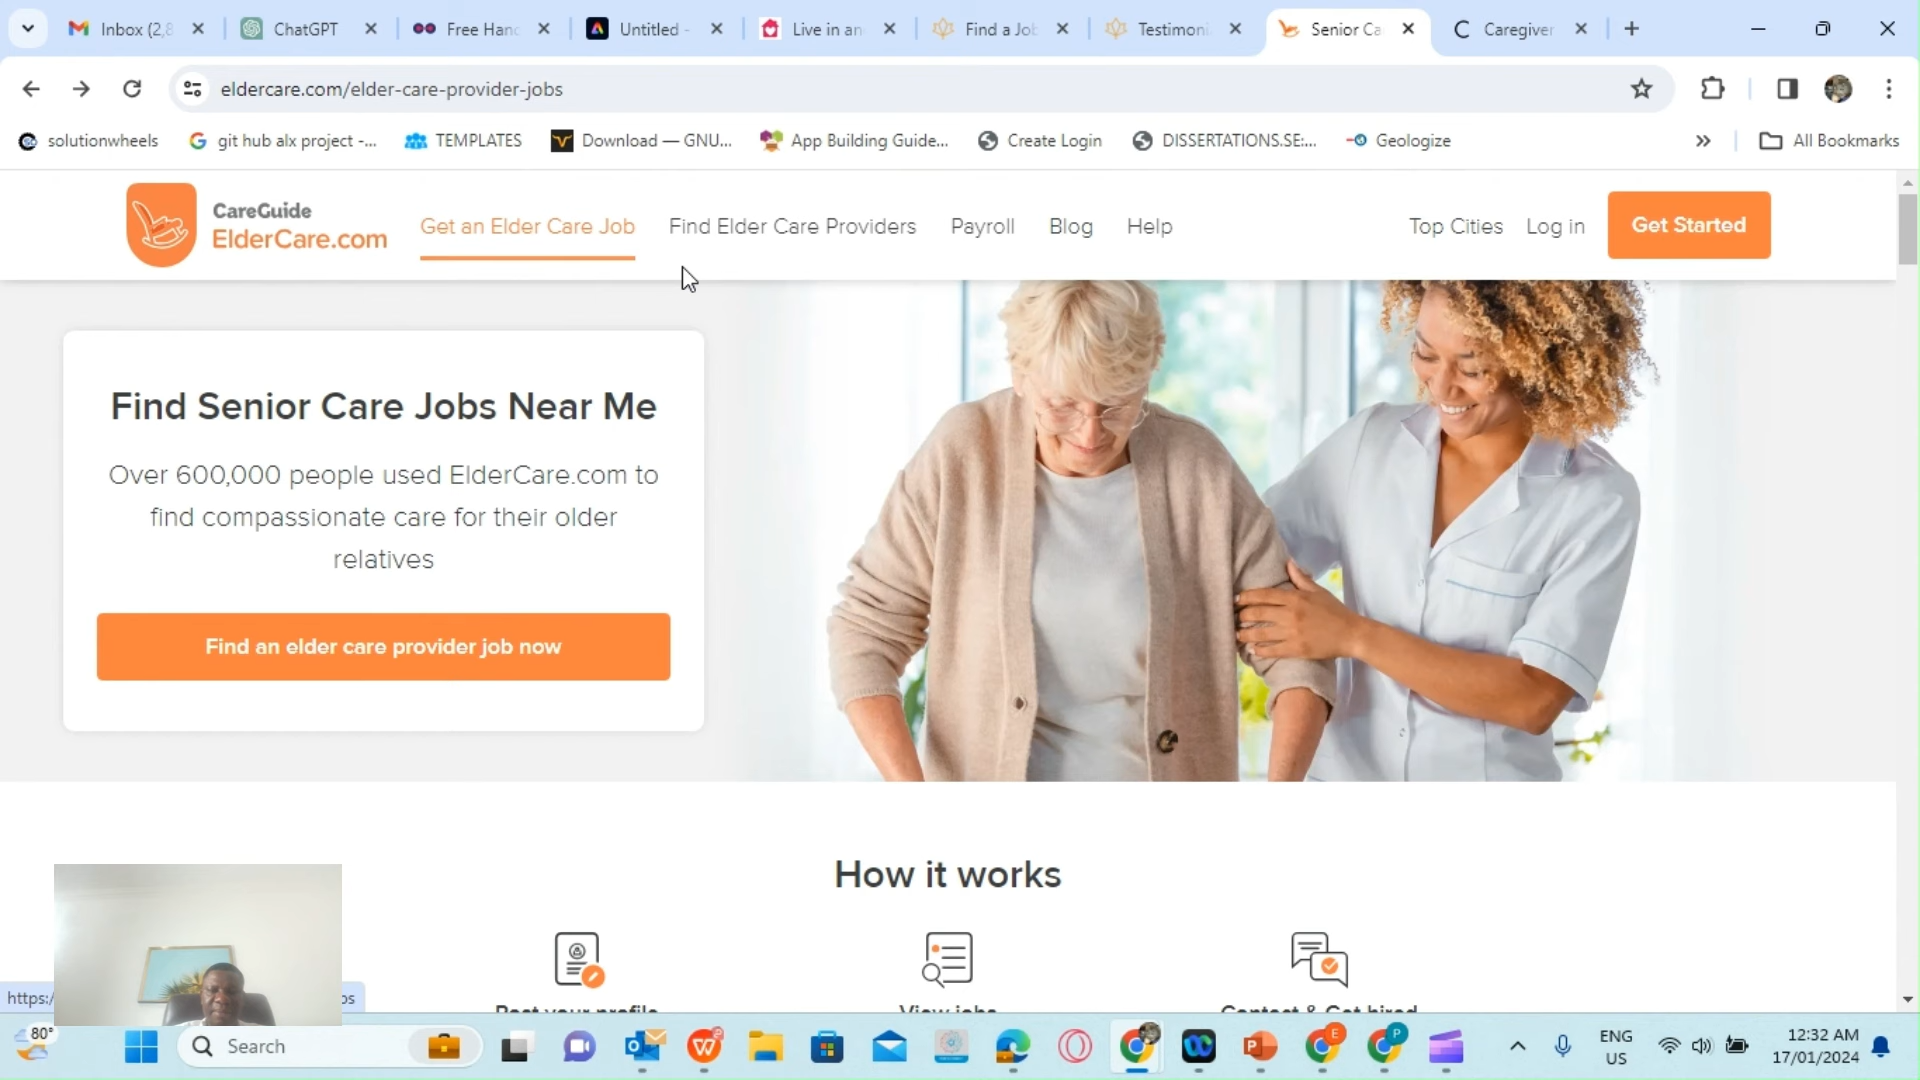 Inbox (2,8
ChatGPT
Free Hand
Untitled -
Live in an
Find a Job
Testimoni
Senior Ca
Caregiver
eldercare.com/elder-care-provider-jobs
solutionwheels
git hub alx project -...
TEMPLATES
Download — GNU...
App Building Guide...
Create Login
DISSERTATIONS.SE:...
Geologize
All Bookmarks
CareGuide
ElderCare.com
Get an Elder Care Job
Find Elder Care Providers
Payroll
Blog
Help
Top Cities
Log in
Get Started
Find Senior Care Jobs Near Me
Over 600,000 people used ElderCare.com to
find compassionate care for their older
relatives
Find an elder care provider job now
How it works
Post your profile
View jobs
Contact & Get hired
https:/
bs
80°
Search
ENG
US
12:32 AM
17/01/2024